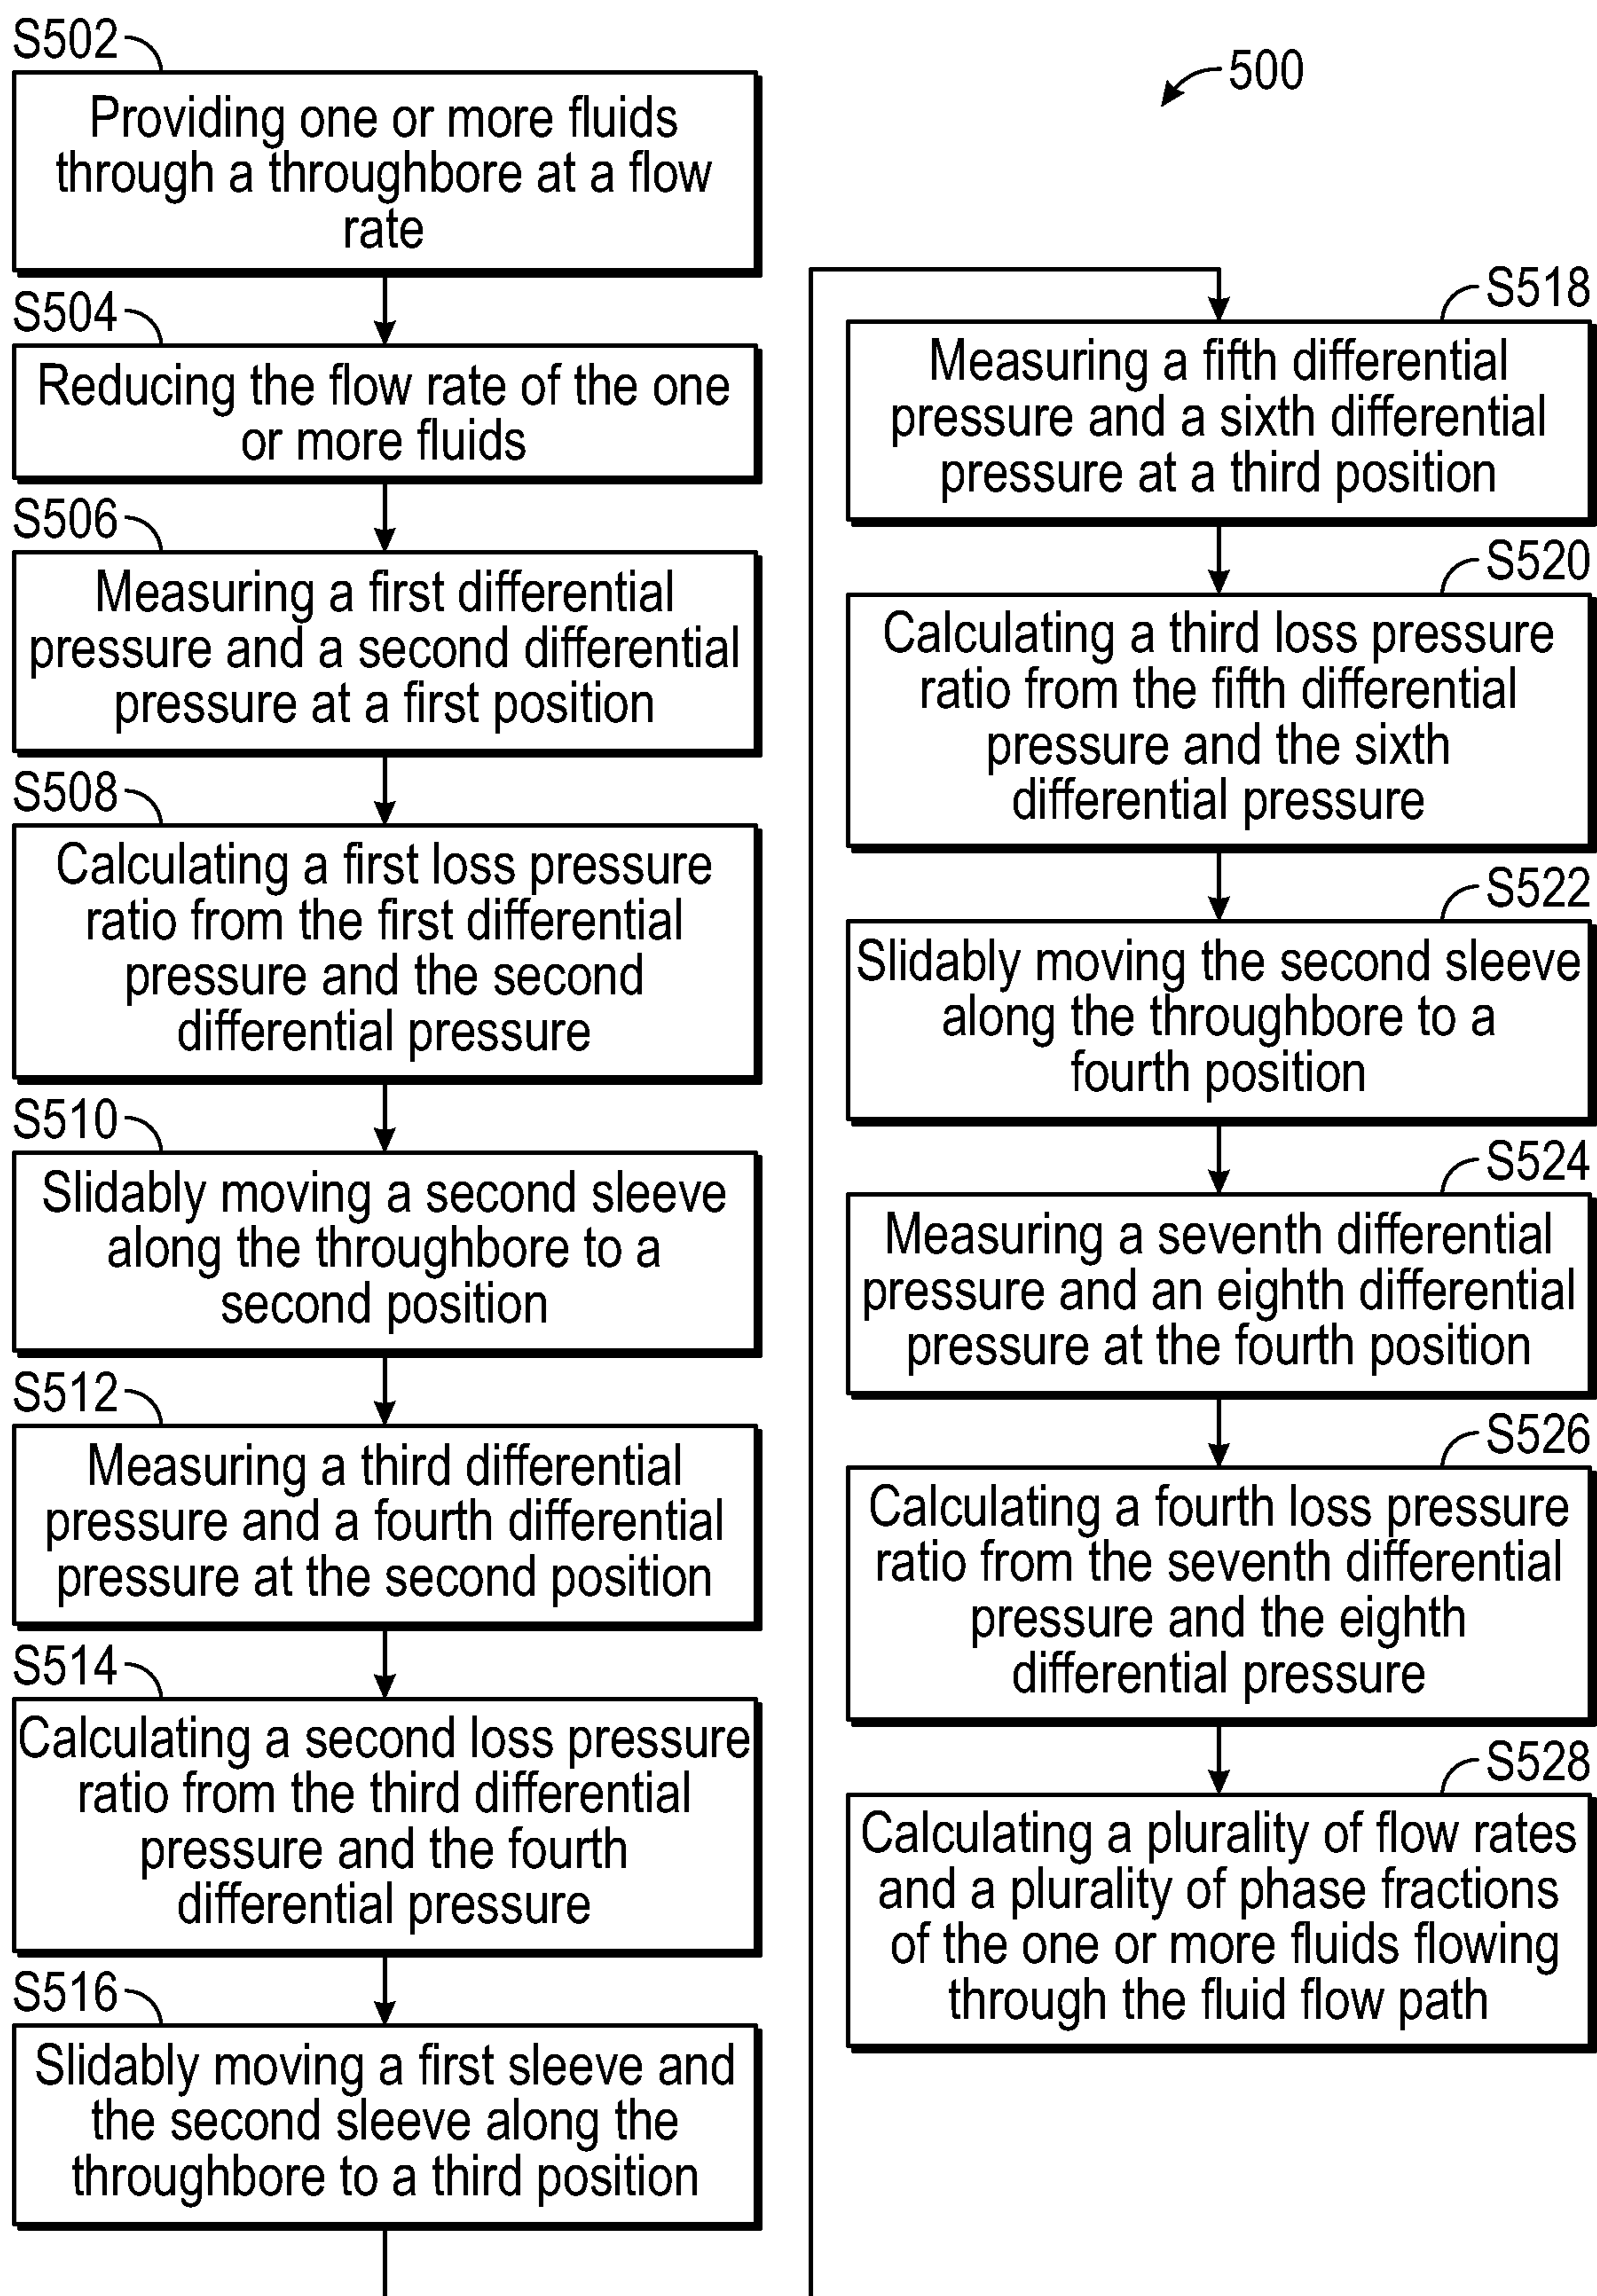 S502
Providing one or more fluids
through a throughbore at a flow
rate
S504
Reducing the flow rate of the one
or more fluids
S506
Measuring a first differential
pressure and a second differential
pressure at a first position
S508
Calculating a first loss pressure
ratio from the first differential
pressure and the second
differential pressure
S510
Slidably moving a second sleeve
along the throughbore to a
second position
S512
Measuring a third differential
pressure and a fourth differential
pressure at the second position
S514
Calculating a second loss pressure
ratio from the third differential
pressure and the fourth
differential pressure
S516
Slidably moving a first sleeve and
the second sleeve along the
throughbore to a third position
500
S518
Measuring a fifth differential
pressure and a sixth differential
pressure at a third position
S520
Calculating a third loss pressure
ratio from the fifth differential
pressure and the sixth
differential pressure
S522
Slidably moving the second sleeve
along the throughbore to a
fourth position
S524
Measuring a seventh differential
pressure and an eighth differential
pressure at the fourth position
S526
Calculating a fourth loss pressure
ratio from the seventh differential
pressure and the eighth
differential pressure
S528
Calculating a plurality of flow rates
and a plurality of phase fractions
of the one or more fluids flowing
through the fluid flow path